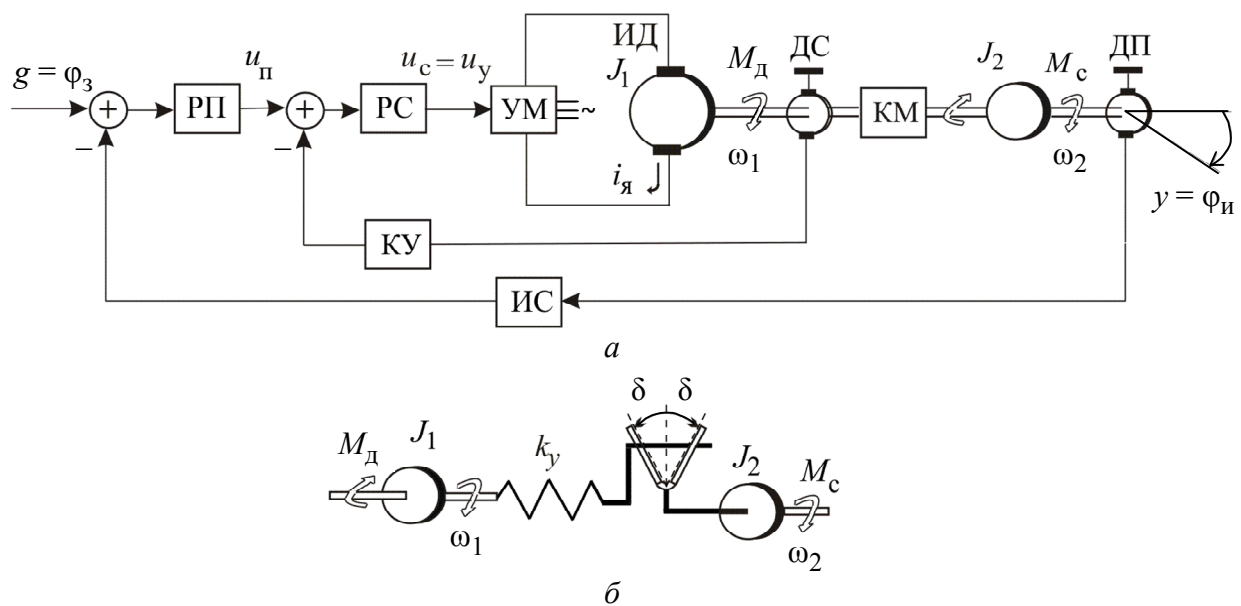 ИД ДС ДП
g = φз uп uс = uу J1 Mд J2 Mс
+ РП + РС УМ ~ КМ
– – ω1 ω2
iя
y = φи
КУ
ИС
а
δ δ
Mд J1 kу J2 Mс
ω1 ω2
б